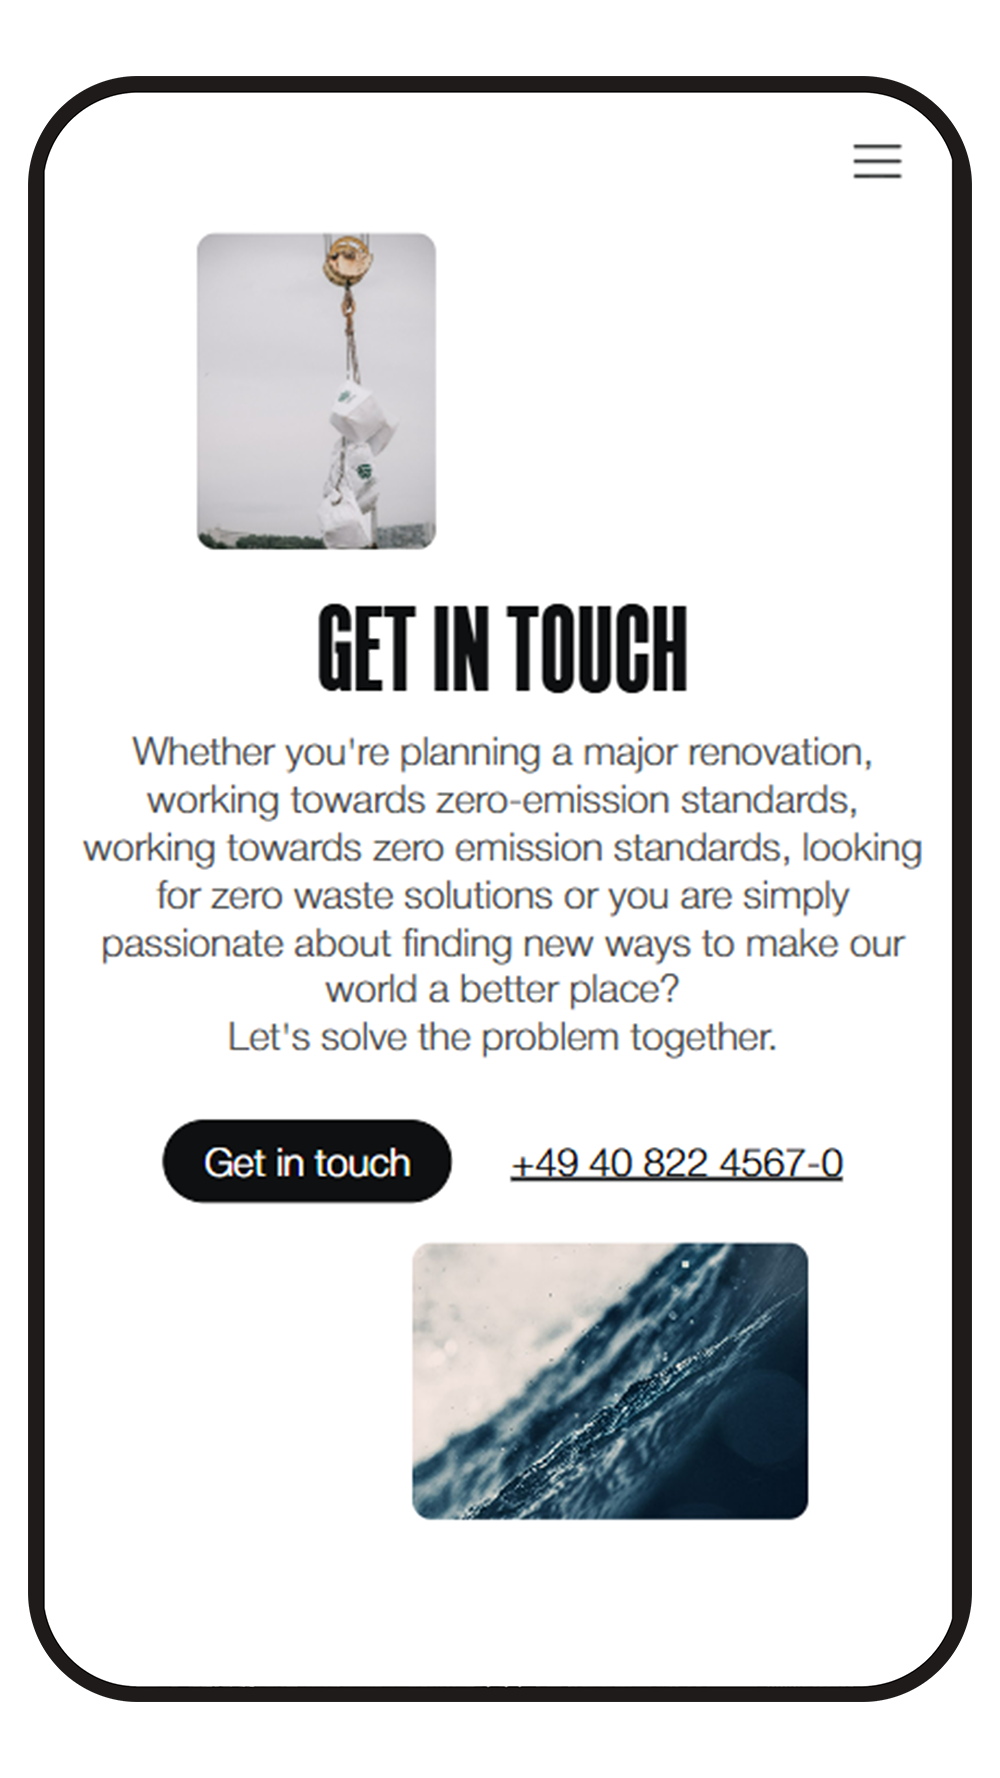 GET IN TOUCH
Whether you're planning a major renovation,
working towards zero-emission standards,
working towards zero emission standards, looking
for zero waste solutions or you are simply
passionate about finding new ways to make our
world a better place?
Let's solve the problem together.
Get in touch
+49 40 822 4567-0